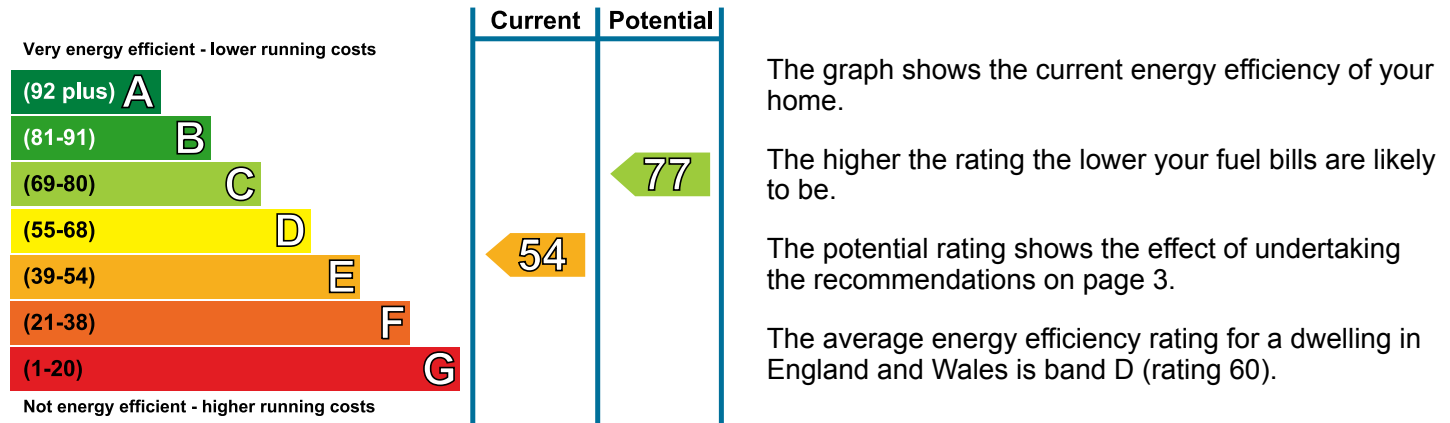 Current Potential
Very energy efficient - lower running costs
(92 plus) A
(81-91) B
(69-80) C
77
(55-68) D
54
(39-54) E
(21-38) F
(1-20) G
Not energy efficient - higher running costs
The graph shows the current energy efficiency of your
home.
The higher the rating the lower your fuel bills are likely
to be.
The potential rating shows the effect of undertaking
the recommendations on page 3.
The average energy efficiency rating for a dwelling in
England and Wales is band D (rating 60).